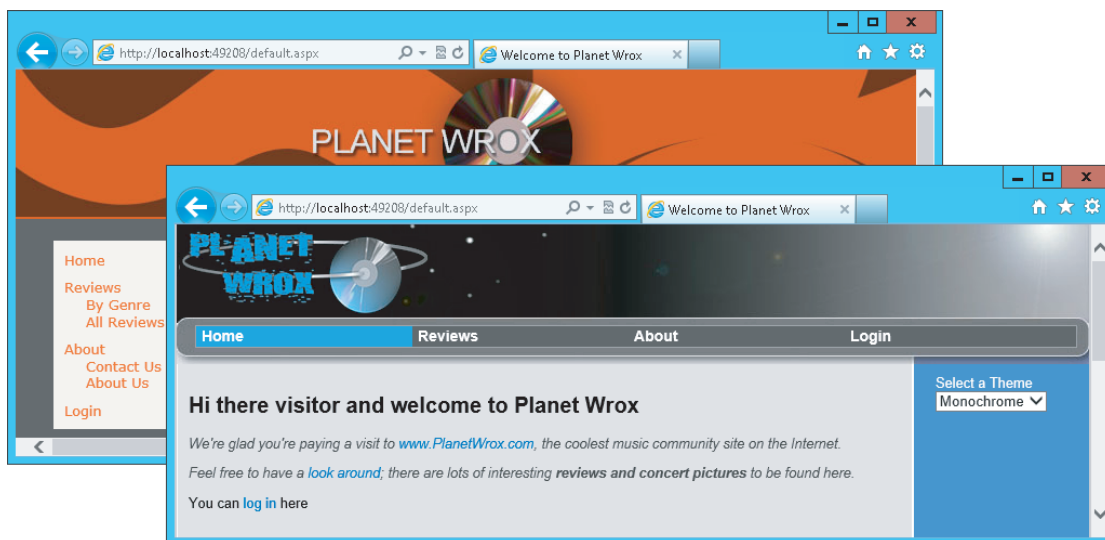 http://localhost:49208/default.aspx
Welcome to Planet Wrox
PLANET WROX
Home
Reviews
By Genre
All Reviews
About
Contact Us
About Us
Login
http://localhost:49208/default.aspx
Welcome to Planet Wrox
PLANET
WROX
Home Reviews About Login
Select a Theme
Monochrome
Hi there visitor and welcome to Planet Wrox
We're glad you're paying a visit to www.PlanetWrox.com, the coolest music community site on the Internet.
Feel free to have a look around; there are lots of interesting reviews and concert pictures to be found here.
You can log in here